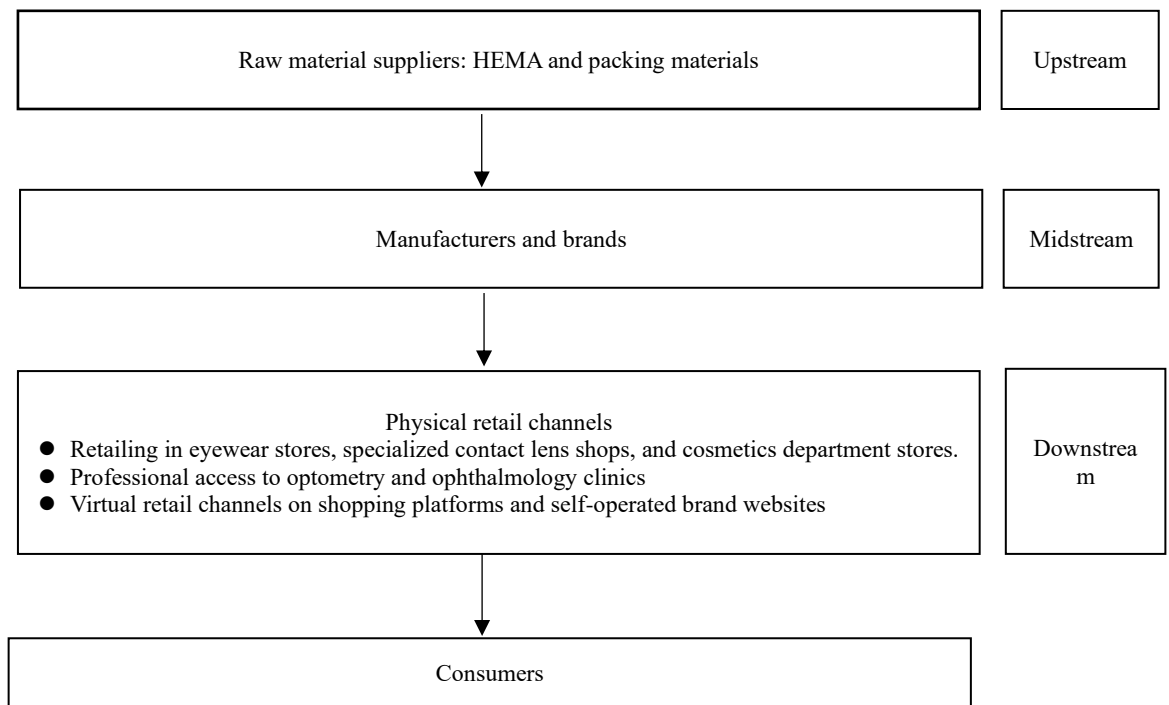 Raw material suppliers: HEMA and packing materials
Upstream
Manufacturers and brands
Midstream
Physical retail channels
● Retailing in eyewear stores, specialized contact lens shops, and cosmetics department stores.
● Professional access to optometry and ophthalmology clinics
● Virtual retail channels on shopping platforms and self-operated brand websites
Downstrea
m
Consumers